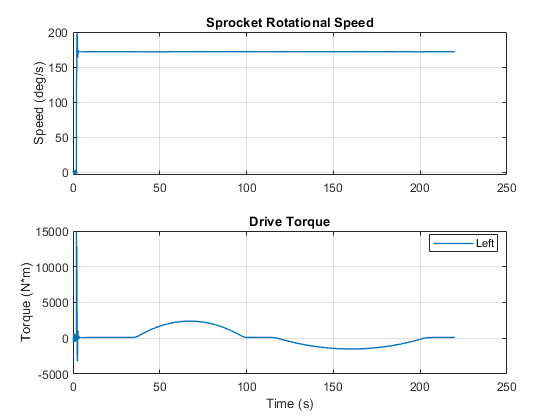 Sprocket Rotational Speed
200
150
100
50
0
Speed (deg/s)
0 50 100 150 200 250
Drive Torque
15000
10000
5000
0
-5000
Torque (N*m)
Left
0 50 100 150 200 250
Time (s)